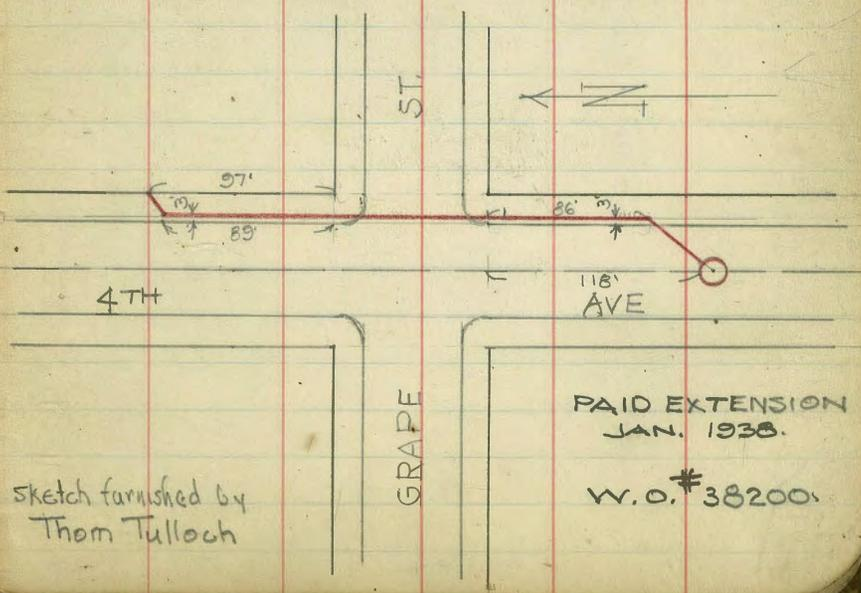 ST.
N
97'
3'
89'
86'
3'
118'
4TH
AVE
GRAPE
PAID EXTENSION
JAN. 1938.
W.O.#38200.
Sketch furnished by
Thom Tulloch